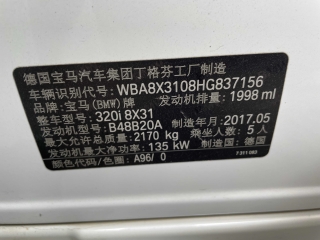 德国宝马汽车集团丁格芬工厂制造
车辆识别代号: WBA8X3108HG837156
品牌: 宝马(BMW)牌 发动机排量: 1998 ml
整车型号: 320i 8X31
发动机型号: B48B20A 制造年月: 2017.05
最大允许总质量: 2170 kg 乘坐人数: 5 人
发动机最大净功率: 135 kW 制造国: 德国
颜色代号/色号: A96/ 0